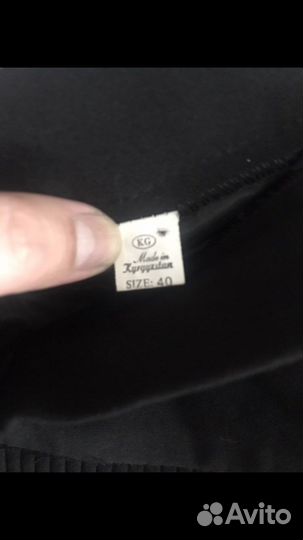 KG
Made in
Kyrgyzstan
SIZE: 40
Avito